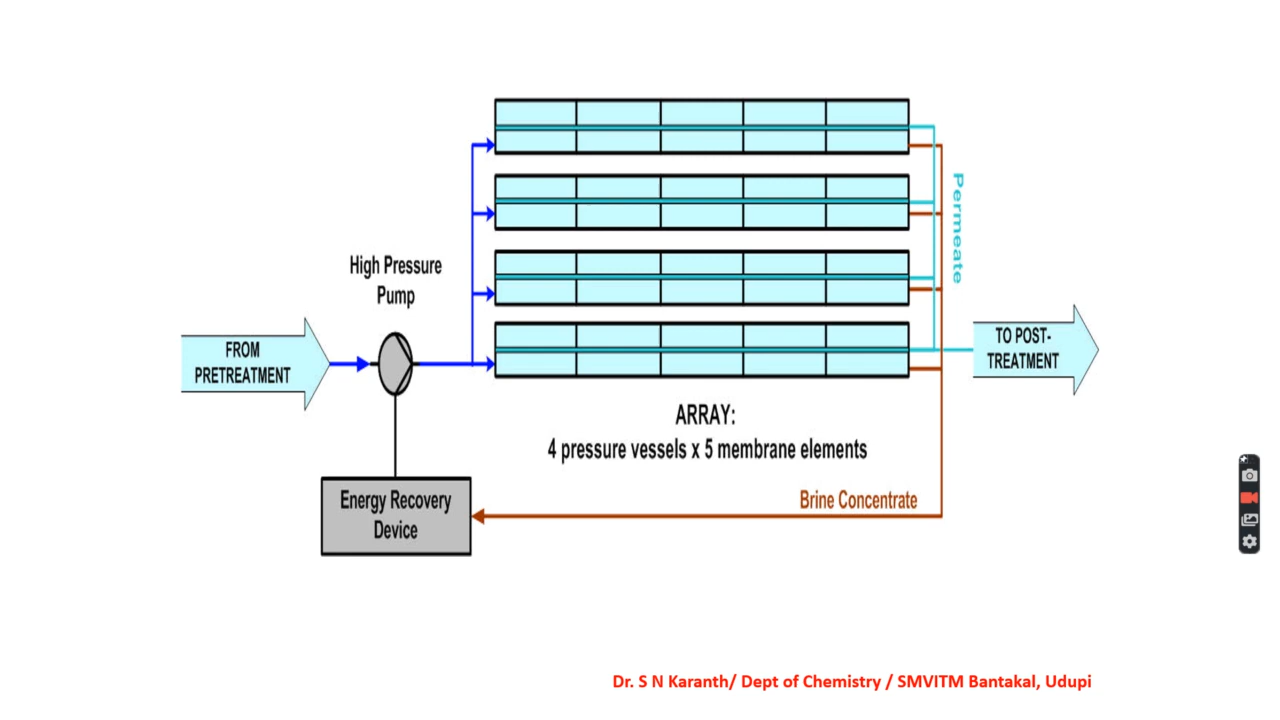 High Pressure
Pump
FROM
PRETREATMENT
Permeate
TO POST-
TREATMENT
ARRAY:
4 pressure vessels x 5 membrane elements
Energy Recovery
Device
Brine Concentrate
Dr. S N Karanth/ Dept of Chemistry / SMVITM Bantakal, Udupi